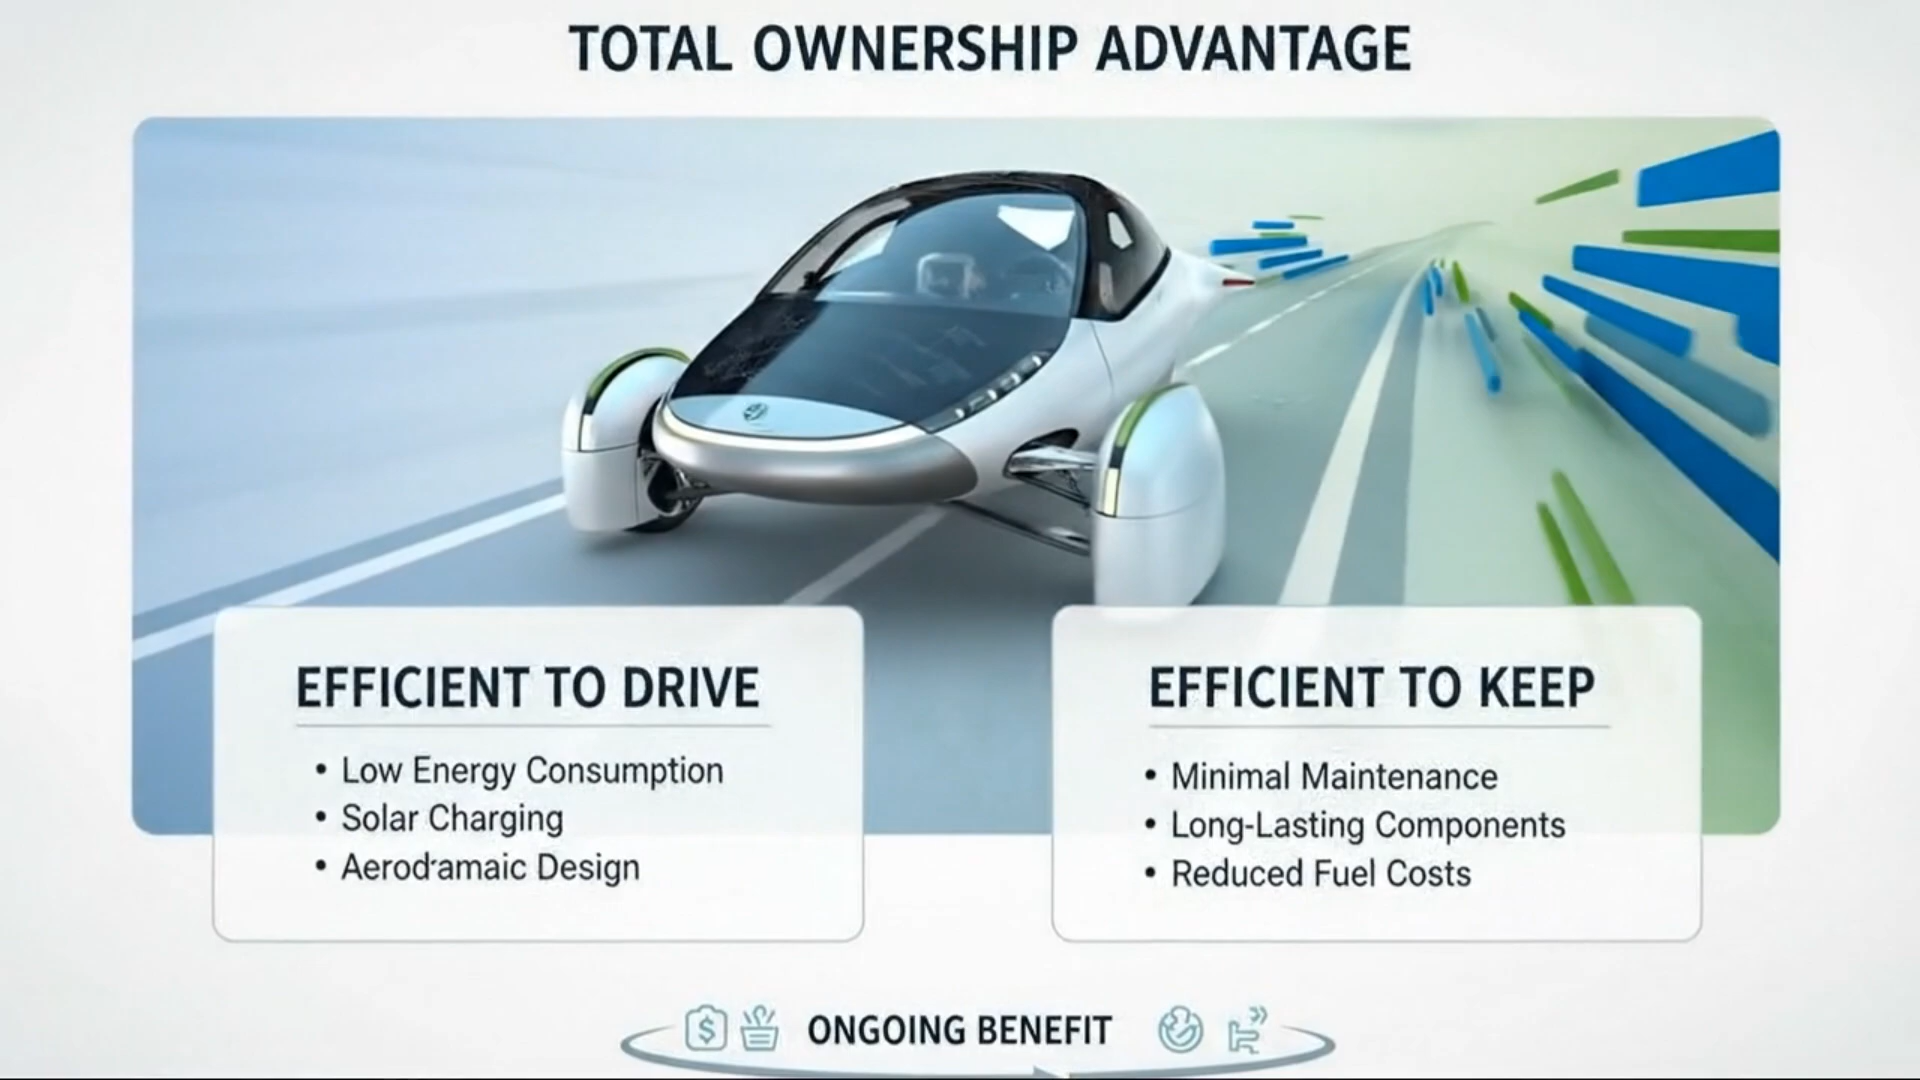 TOTAL OWNERSHIP ADVANTAGE
EFFICIENT TO DRIVE
• Low Energy Consumption
• Solar Charging
• Aerod'amaic Design
EFFICIENT TO KEEP
• Minimal Maintenance
• Long-Lasting Components
• Reduced Fuel Costs
$
ONGOING BENEFIT